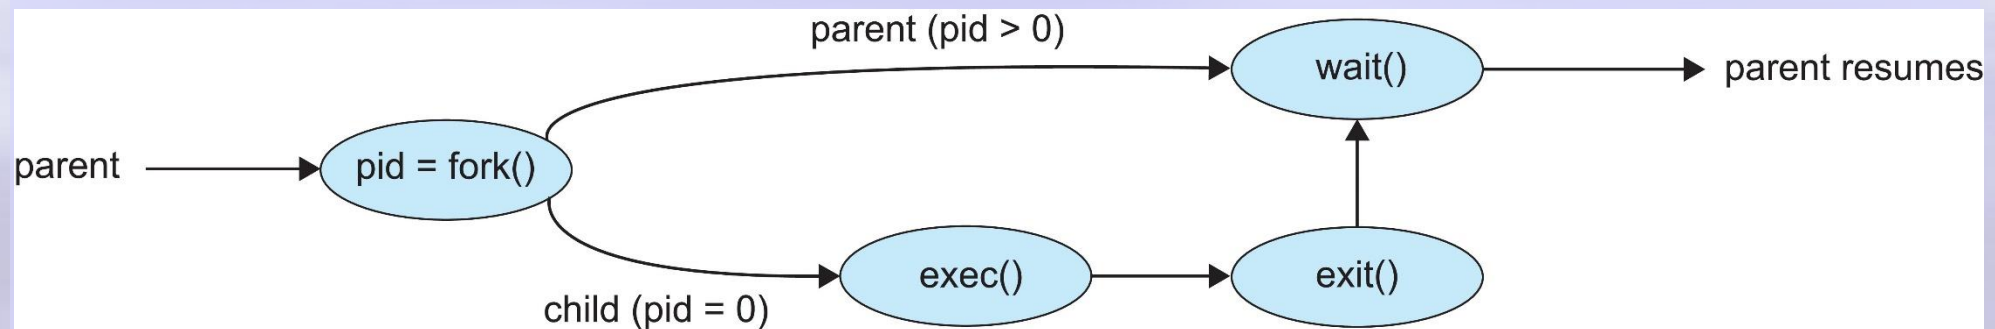 parent (pid > 0)
wait()
parent resumes
parent
pid = fork()
exec()
exit()
child (pid = 0)